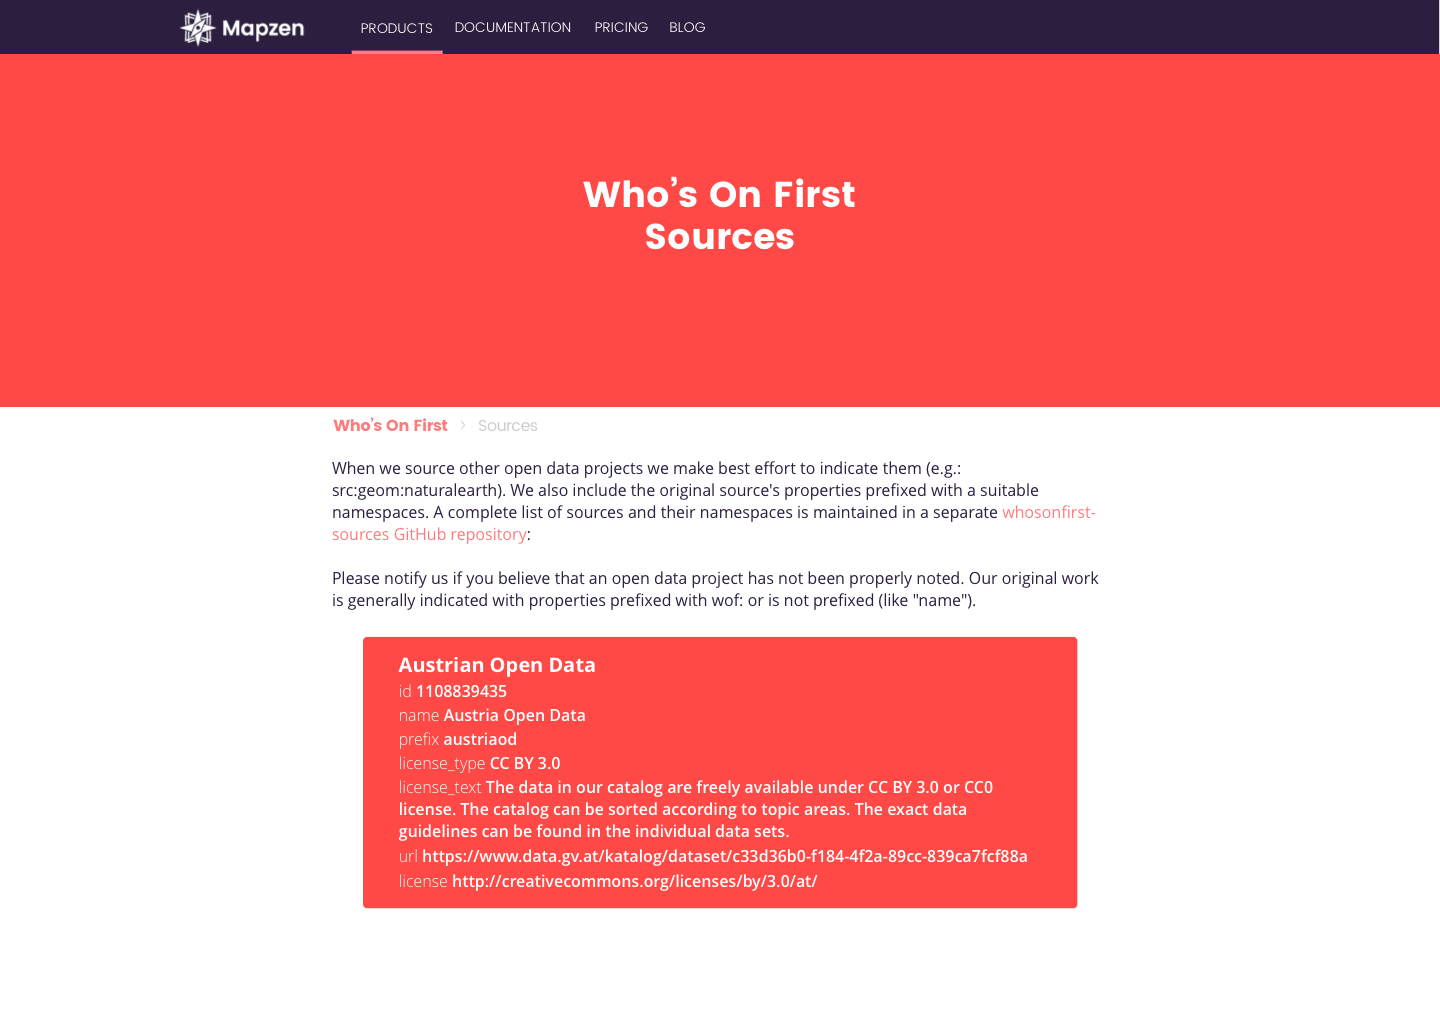 Mapzen
PRODUCTS DOCUMENTATION PRICING BLOG
Who’s On First
Sources
Who’s On First > Sources
When we source other open data projects we make best effort to indicate them (e.g.:
src:geom:naturalearth). We also include the original source's properties prefixed with a suitable
namespaces. A complete list of sources and their namespaces is maintained in a separate whosonfirst-
sources GitHub repository:
Please notify us if you believe that an open data project has not been properly noted. Our original work
is generally indicated with properties prefixed with wof: or is not prefixed (like "name").
Austrian Open Data
id 1108839435
name Austria Open Data
prefix austriaod
license_type CC BY 3.0
license_text The data in our catalog are freely available under CC BY 3.0 or CC0
license. The catalog can be sorted according to topic areas. The exact data
guidelines can be found in the individual data sets.
url https://www.data.gv.at/katalog/dataset/c33d36b0-f184-4f2a-89cc-839ca7fcf88a
license http://creativecommons.org/licenses/by/3.0/at/